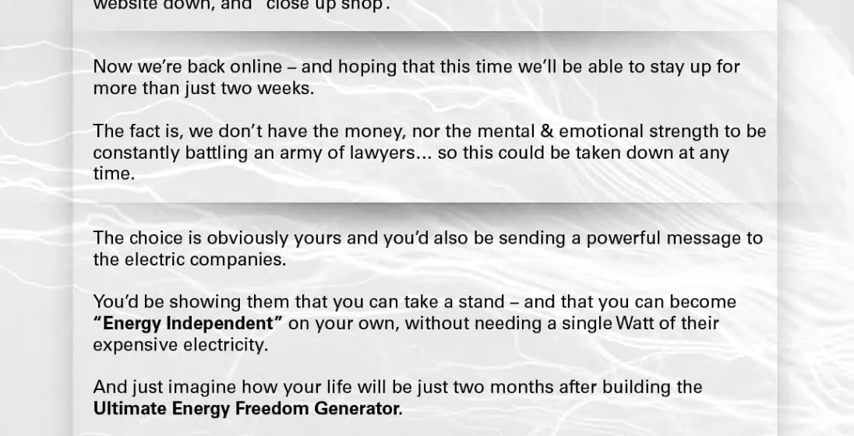 website down, and “close up shop”.
Now we’re back online – and hoping that this time we’ll be able to stay up for
more than just two weeks.
The fact is, we don’t have the money, nor the mental & emotional strength to be
constantly battling an army of lawyers… so this could be taken down at any
time.
The choice is obviously yours and you’d also be sending a powerful message to
the electric companies.
You’d be showing them that you can take a stand – and that you can become
“Energy Independent” on your own, without needing a single Watt of their
expensive electricity.
And just imagine how your life will be just two months after building the
Ultimate Energy Freedom Generator.